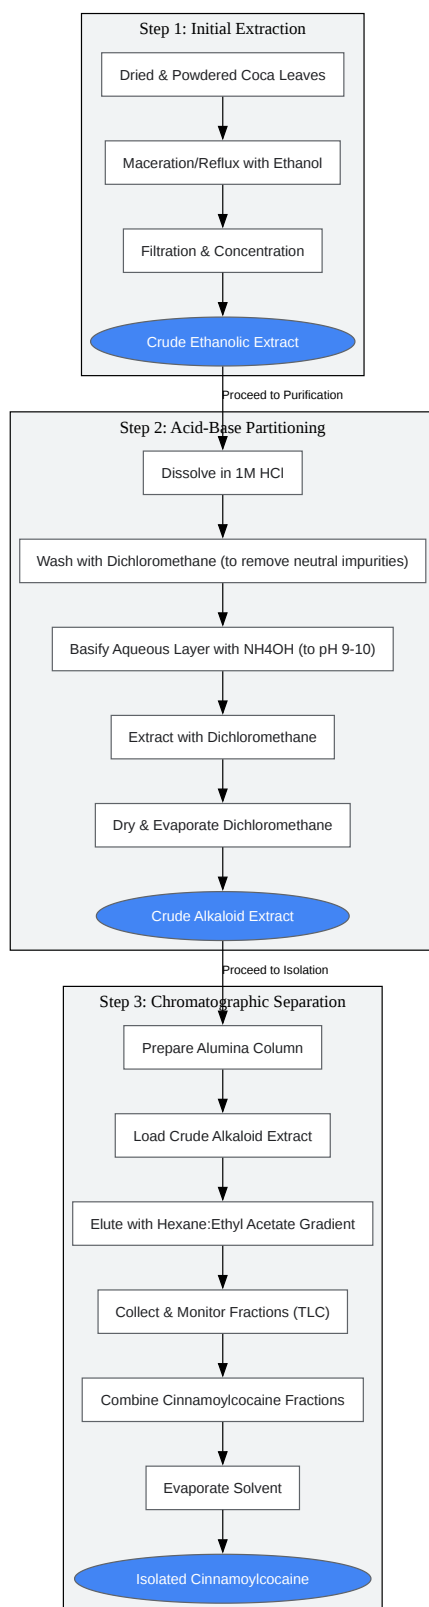 Step 1: Initial Extraction
Dried & Powdered Coca Leaves
Maceration/Reflux with Ethanol
Filtration & Concentration
Crude Ethanolic Extract
Proceed to Purification
Step 2: Acid-Base Partitioning
Dissolve in 1M HCl
Wash with Dichloromethane (to remove neutral impurities)
Basify Aqueous Layer with NH4OH (to pH 9-10)
Extract with Dichloromethane
Dry & Evaporate Dichloromethane
Crude Alkaloid Extract
Proceed to Isolation
Step 3: Chromatographic Separation
Prepare Alumina Column
Load Crude Alkaloid Extract
Elute with Hexane:Ethyl Acetate Gradient
Collect & Monitor Fractions (TLC)
Combine Cinnamoylcocaine Fractions
Evaporate Solvent
Isolated Cinnamoylcocaine